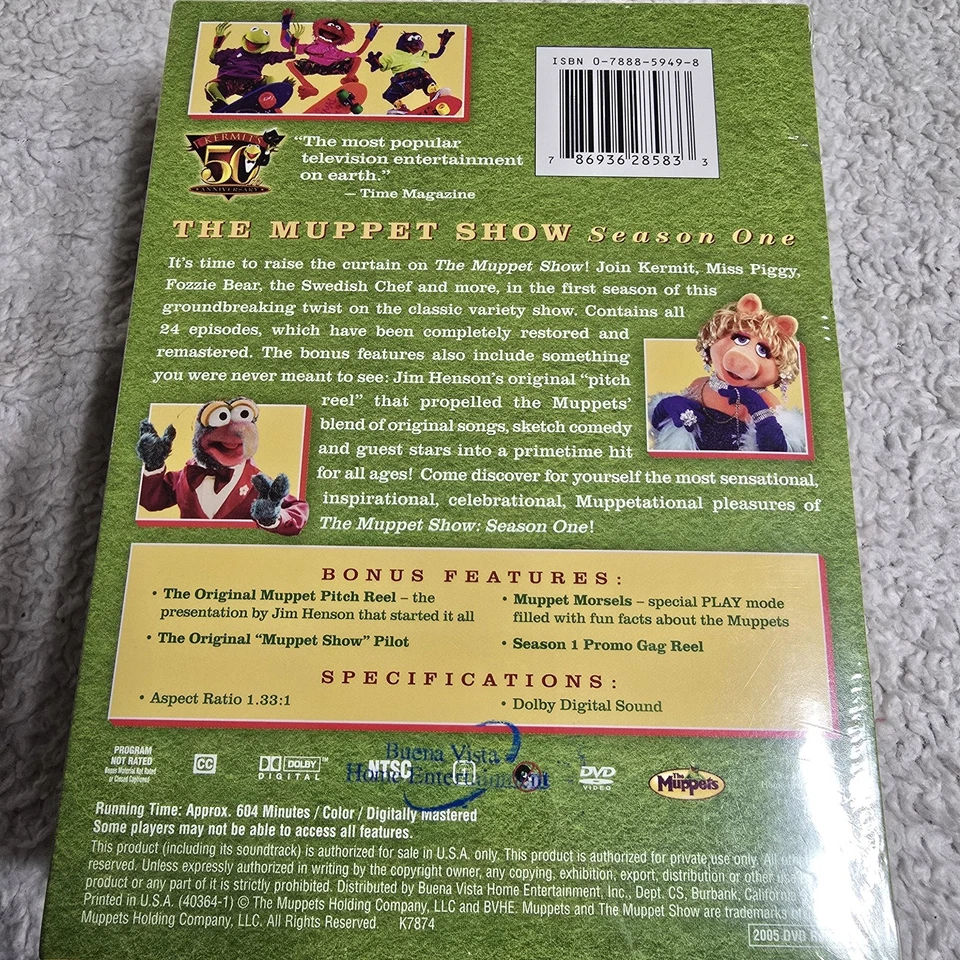 ISBN 0-7888-5949-8
7 86936 28583 3
KERMIT'S
50
ANNIVERSARY
"The most popular
television entertainment
on earth."
– Time Magazine
THE MUPPET SHOW Season One
It's time to raise the curtain on The Muppet Show! Join Kermit, Miss Piggy,
Fozzie Bear, the Swedish Chef and more, in the first season of this
groundbreaking twist on the classic variety show. Contains all
24 episodes, which have been completely restored and
remastered. The bonus features also include something
you were never meant to see: Jim Henson's original "pitch
reel" that propelled the Muppets'
blend of original songs, sketch comedy
and guest stars into a primetime hit
for all ages! Come discover for yourself the most sensational,
inspirational, celebrational, Muppetational pleasures of
The Muppet Show: Season One!
BONUS FEATURES:
• The Original Muppet Pitch Reel – the
presentation by Jim Henson that started it all
• The Original "Muppet Show" Pilot
• Muppet Morsels – special PLAY mode
filled with fun facts about the Muppets
• Season 1 Promo Gag Reel
SPECIFICATIONS:
• Aspect Ratio 1.33:1
• Dolby Digital Sound
PROGRAM
NOT RATED
Bonus Material Not Rated
or Closed Captioned
CC
DOLBY
DIGITAL
NTSC
Buena Vista
Home Entertainment
DVD
VIDEO
The Muppets
Running Time: Approx. 604 Minutes / Color / Digitally Mastered
Some players may not be able to access all features.
This product (including its soundtrack) is authorized for sale in U.S.A. only. This product is authorized for private use only. All
reserved. Unless expressly authorized in writing by the copyright owner, any copying, exhibition, export, distribution or other
product or any part of it is strictly prohibited. Distributed by Buena Vista Home Entertainment, Inc., Dept. CS, Burbank, California
Printed in U.S.A. (40364-1) © The Muppets Holding Company, LLC and BVHE. Muppets and The Muppet Show are trademarks
Muppets Holding Company, LLC. All Rights Reserved. K7874
2005 DVD